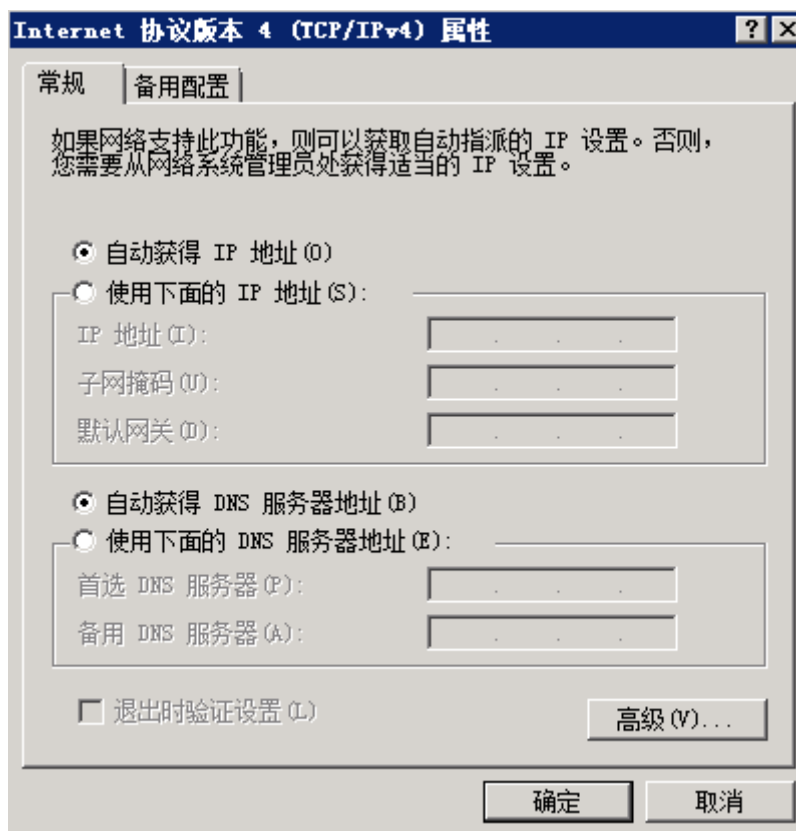 Internet 协议版本 4 (TCP/IPv4) 属性
常规 备用配置
如果网络支持此功能，则可以获取自动指派的 IP 设置。否则，
您需要从网络系统管理员处获得适当的 IP 设置。
自动获得 IP 地址(O)
使用下面的 IP 地址(S):
IP 地址(I):
子网掩码(U):
默认网关(D):
自动获得 DNS 服务器地址(B)
使用下面的 DNS 服务器地址(E):
首选 DNS 服务器(P):
备用 DNS 服务器(A):
退出时验证设置(L)
高级(V)...
确定 取消